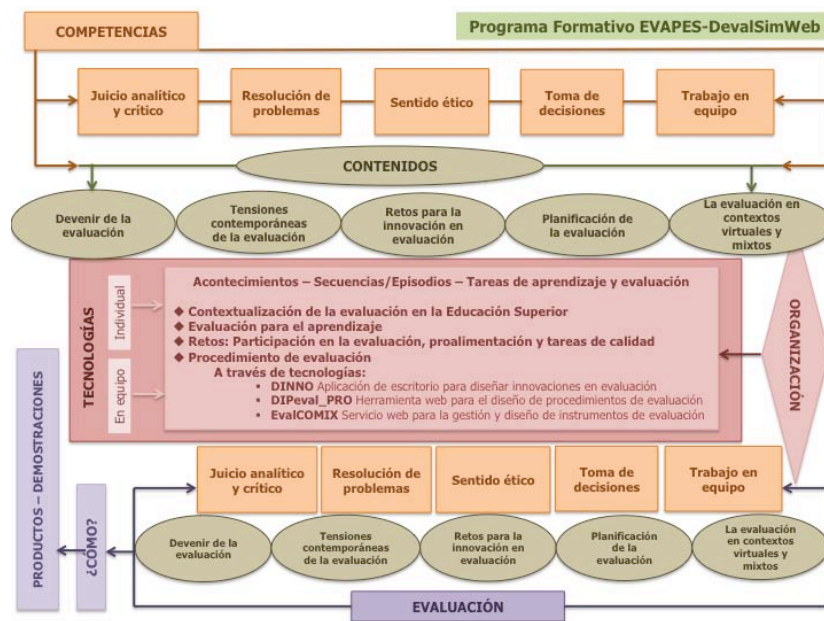 COMPETENCIAS
Programa Formativo EVAPES-DevalSimWeb
Juicio analítico
y crítico
Resolución de
problemas
Sentido ético
Toma de
decisiones
Trabajo en
equipo
CONTENIDOS
Devenir de la
evaluación
Tensiones
contemporáneas
de la evaluación
Retos para la
innovación en
evaluación
Planificación de
la evaluación
La evaluación en
contextos
virtuales y
mixtos
TECNOLOGÍAS
Individual
En equipo
Acontecimientos – Secuencias/Episodios – Tareas de aprendizaje y evaluación
◆ Contextualización de la evaluación en la Educación Superior
◆ Evaluación para el aprendizaje
◆ Retos: Participación en la evaluación, proalimentación y tareas de calidad
◆ Procedimiento de evaluación
A través de tecnologías:
▪ DINNO Aplicación de escritorio para diseñar innovaciones en evaluación
▪ DIPeval_PRO Herramienta web para el diseño de procedimientos de evaluación
▪ EvalCOMIX Servicio web para la gestión y diseño de instrumentos de evaluación
ORGANIZACIÓN
PRODUCTOS – DEMOSTRACIONES
¿CÓMO?
Juicio analítico
y crítico
Resolución de
problemas
Sentido ético
Toma de
decisiones
Trabajo en
equipo
Devenir de la
evaluación
Tensiones
contemporáneas
de la evaluación
Retos para la
innovación en
evaluación
Planificación
de la
evaluación
La evaluación
en contextos
virtuales y
mixtos
EVALUACIÓN